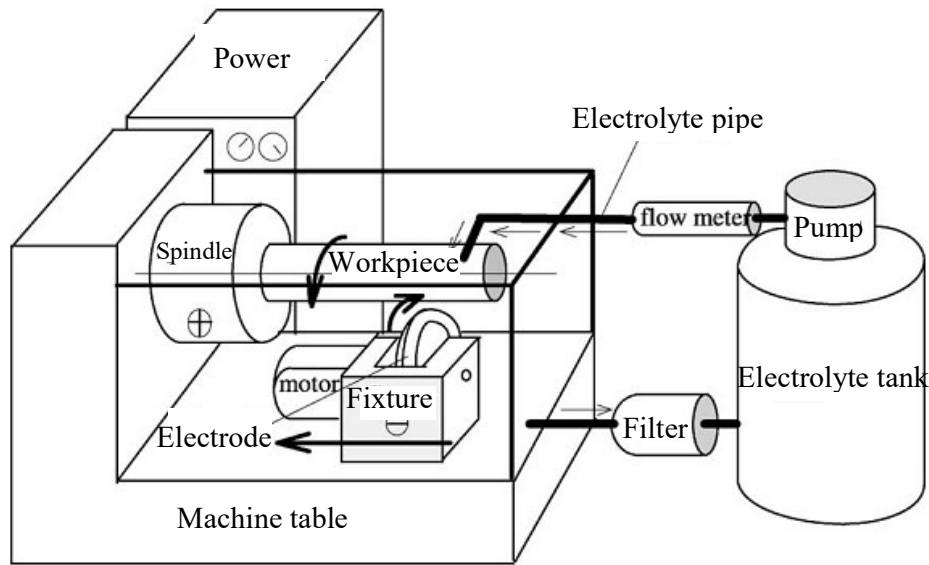 Power
Electrolyte pipe
flow meter
Pump
Spindle
Workpiece
motor
Fixture
Electrolyte tank
Electrode
Filter
Machine table